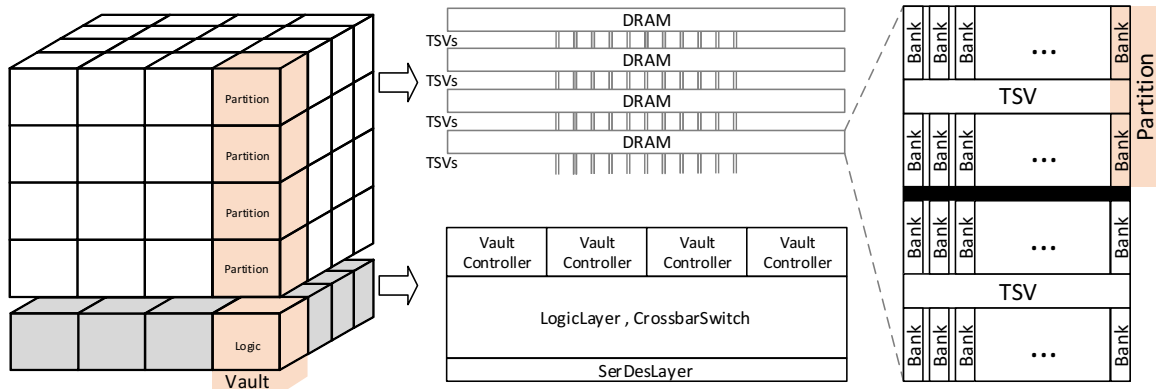 Partition
Partition
Partition
Partition
Logic
Vault
DRAM
TSVs
DRAM
TSVs
DRAM
TSVs
DRAM
TSVs
Vault Controller
Vault Controller
Vault Controller
Vault Controller
LogicLayer , CrossbarSwitch
SerDesLayer
Bank Bank Bank ... Bank
TSV
Bank Bank Bank ... Bank
Partition
Bank Bank Bank ... Bank
TSV
Bank Bank Bank ... Bank